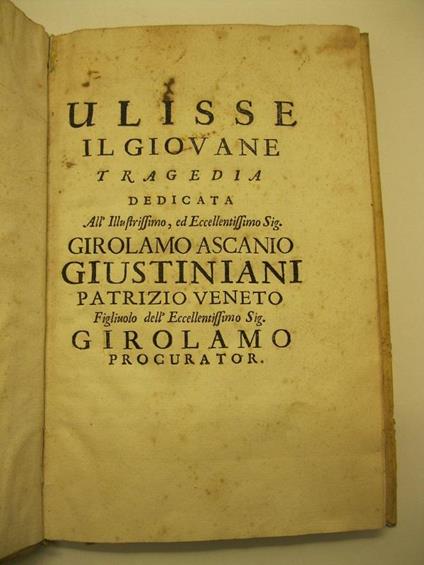 ULISSE
IL GIOVANE
TRAGEDIA
DEDICATA
All' Illuſtriſſimo, ed Eccellentiſſimo Sig.
GIROLAMO ASCANIO
GIUSTINIANI
PATRIZIO VENETO
Figliuolo dell' Eccellentiſſimo Sig.
GIROLAMO
PROCURATOR.